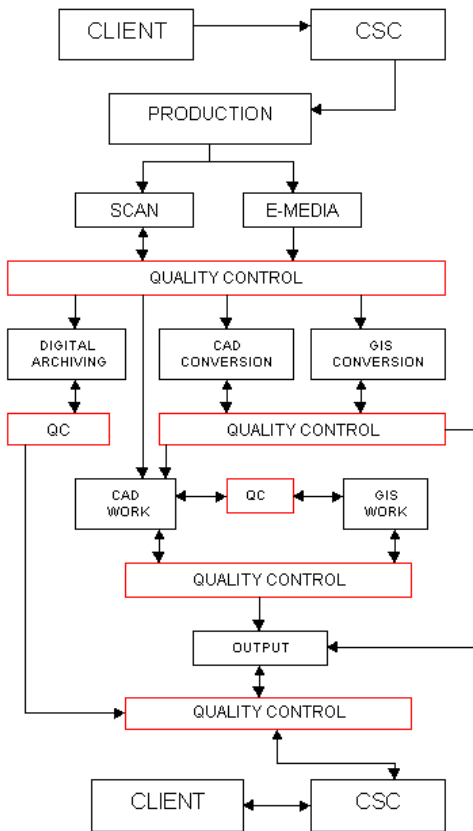 CLIENT
CSC
PRODUCTION
SCAN
E-MEDIA
QUALITY CONTROL
DIGITAL
ARCHIVING
CAD
CONVERSION
GIS
CONVERSION
QC
QUALITY CONTROL
CAD
WORK
QC
GIS
WORK
QUALITY CONTROL
OUTPUT
QUALITY CONTROL
CLIENT
CSC